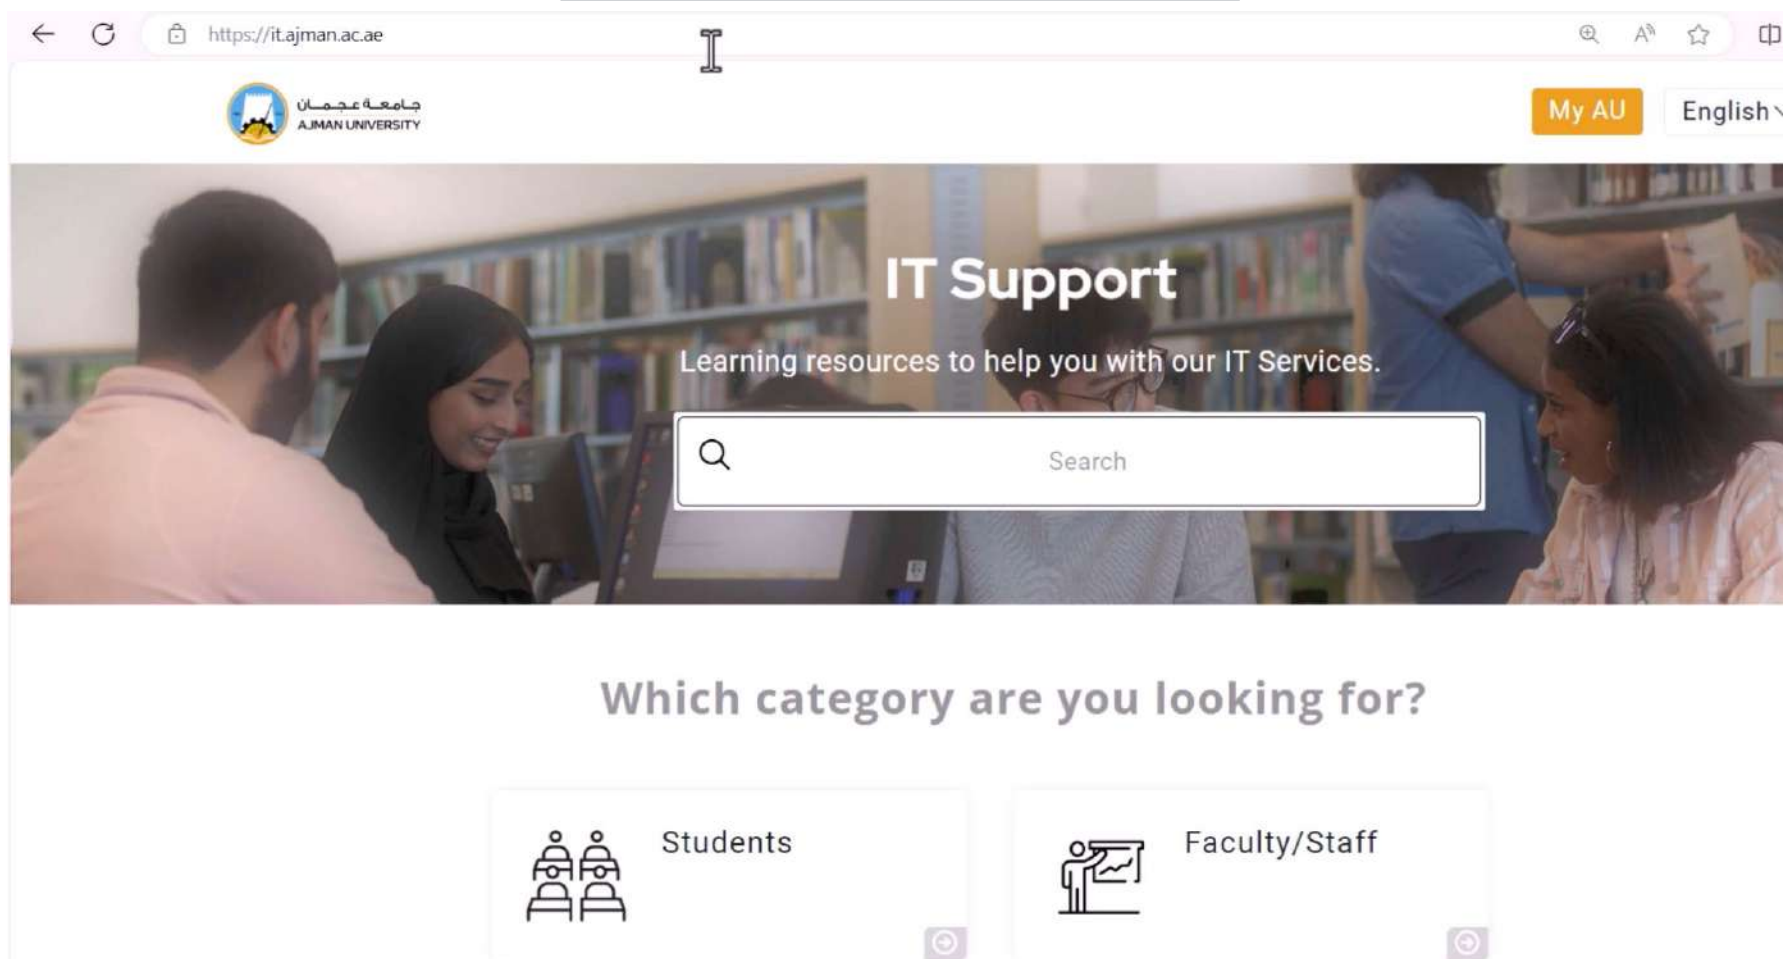 https://it.ajman.ac.ae
جامعة عجمان
AJMAN UNIVERSITY
My AU
English
IT Support
Learning resources to help you with our IT Services.
Search
Which category are you looking for?
Students
Faculty/Staff